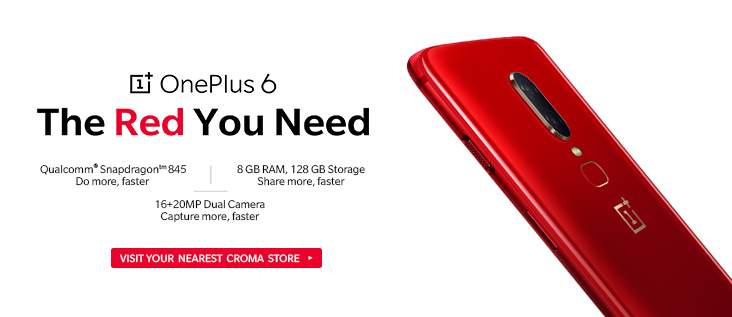 OnePlus 6
The Red You Need
Qualcomm® Snapdragon™ 845
Do more, faster
8 GB RAM, 128 GB Storage
Share more, faster
16+20MP Dual Camera
Capture more, faster
VISIT YOUR NEAREST CROMA STORE